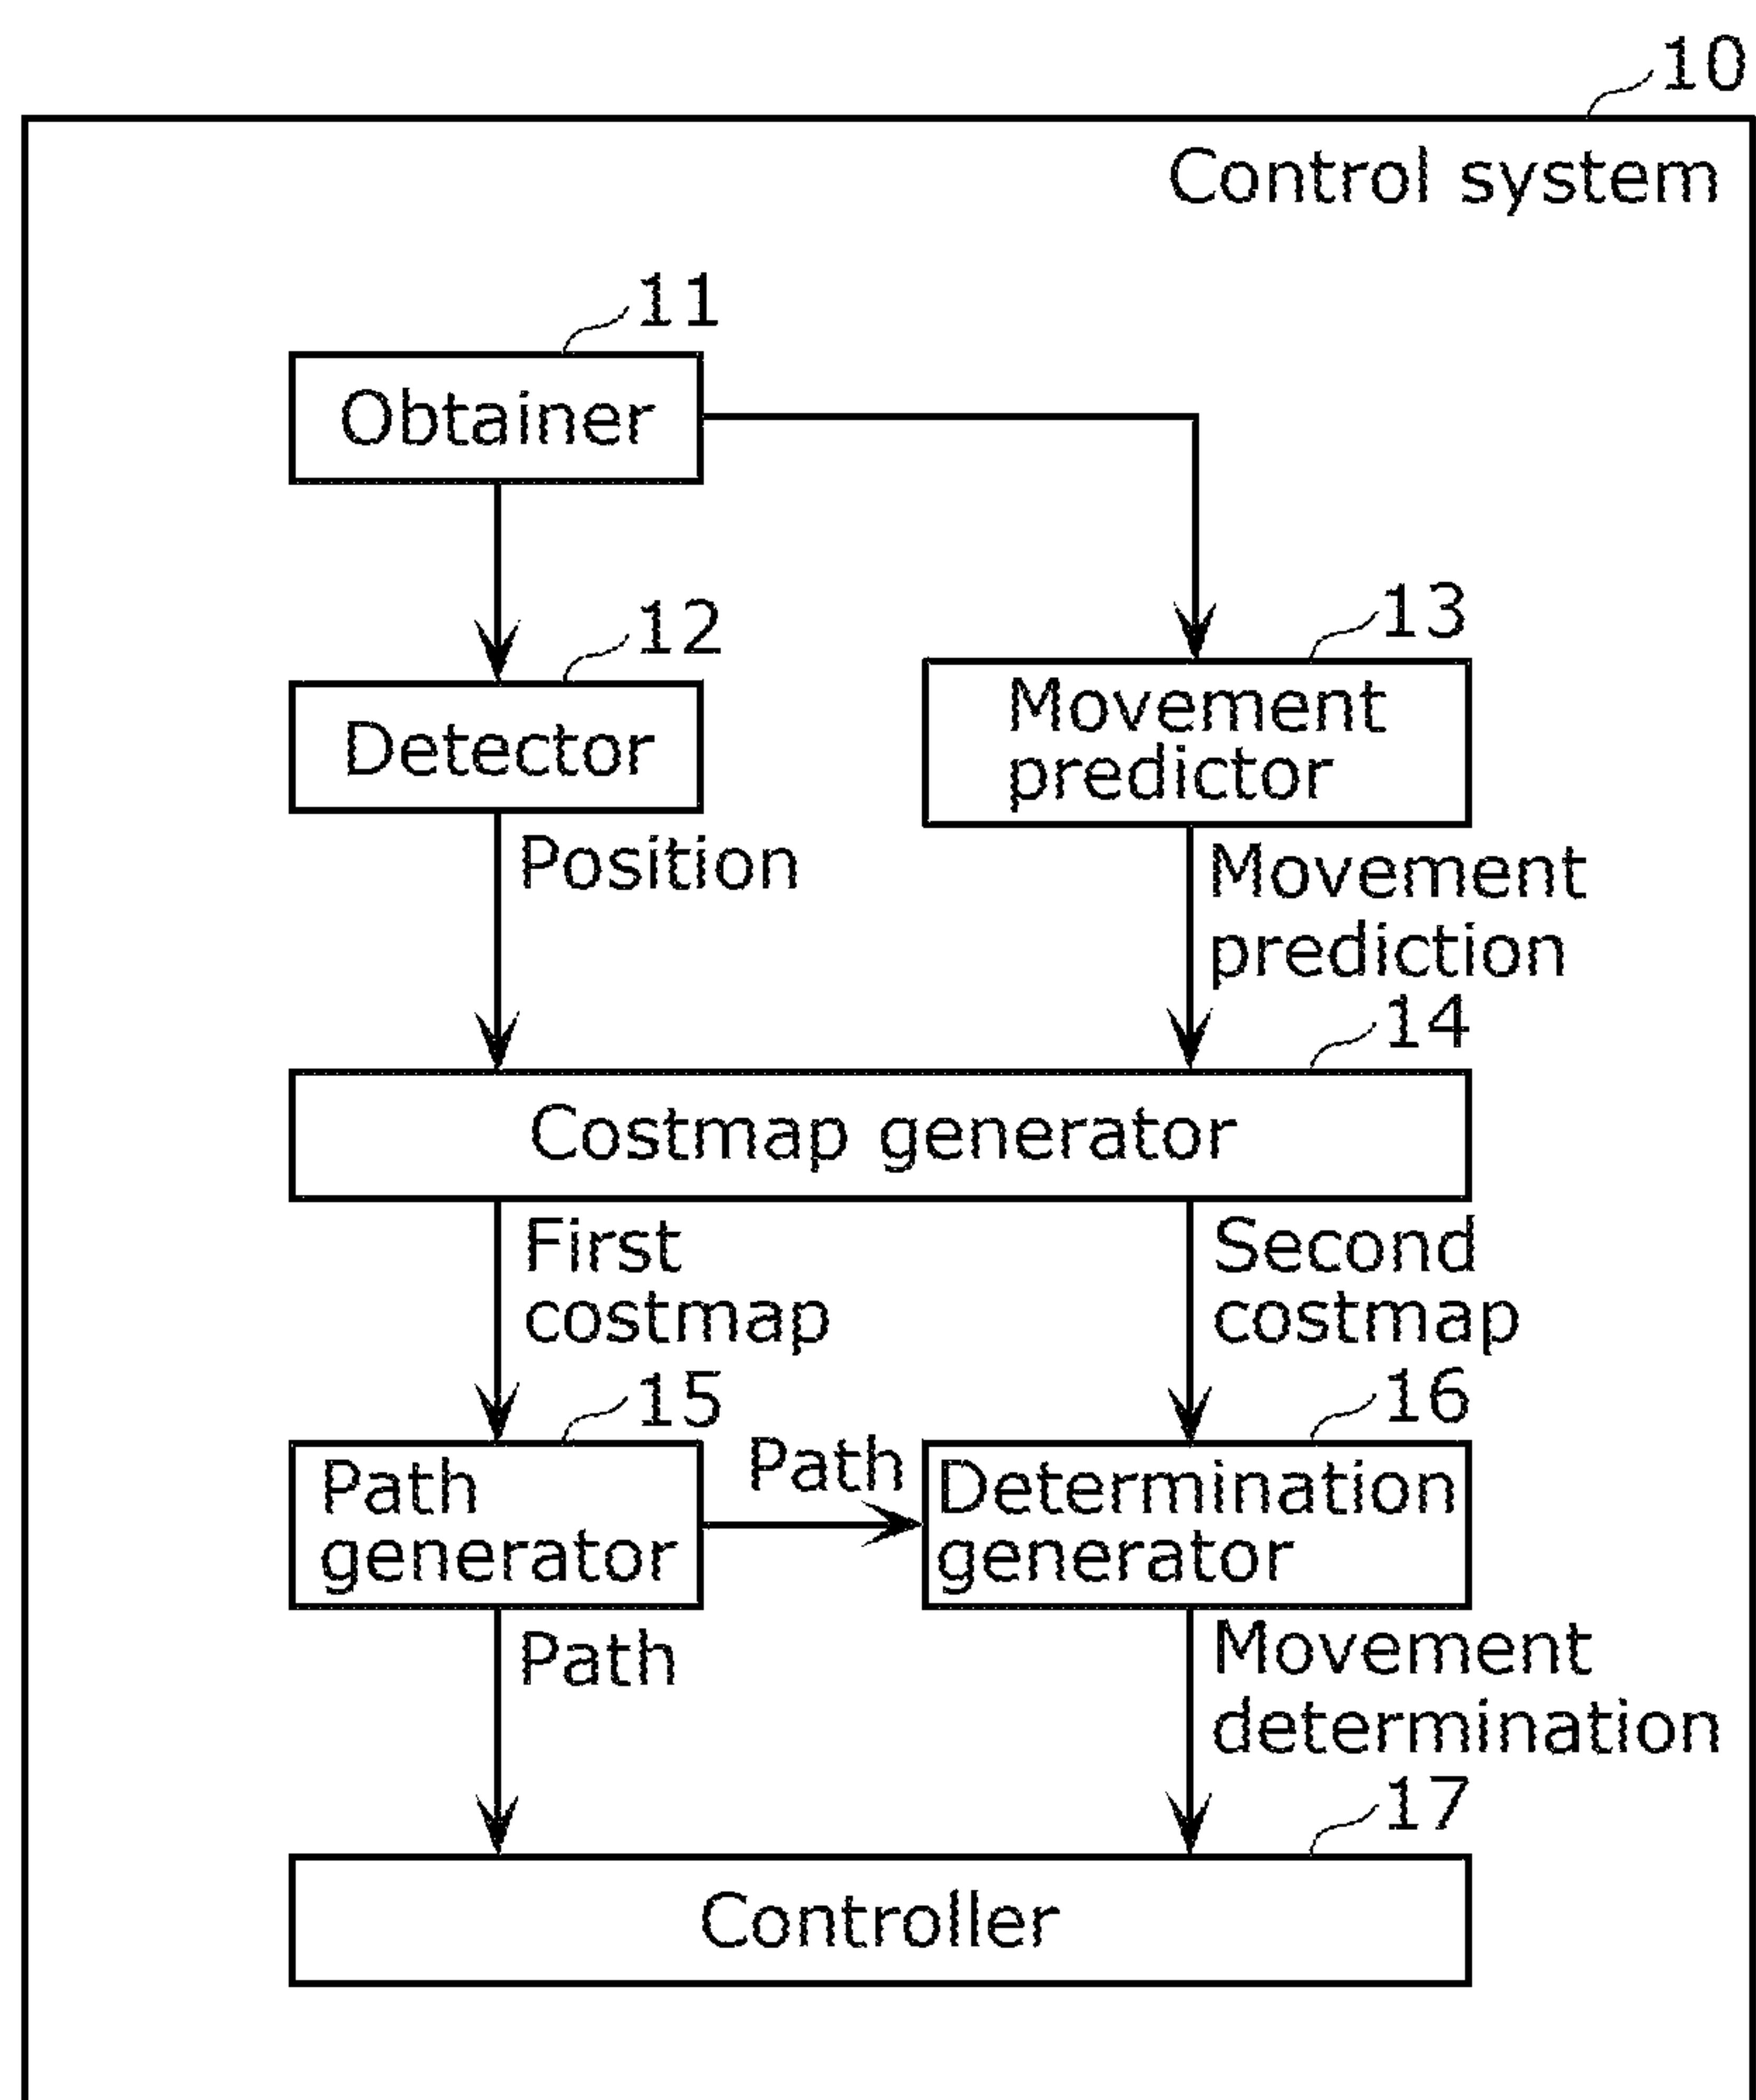 10
Control system
11
Obtainer
12
Detector
13
Movement
predictor
Position
Movement
prediction
14
Costmap generator
First
costmap
Second
costmap
15
Path
generator
Path
16
Determination
generator
Path
Movement
determination
17
Controller